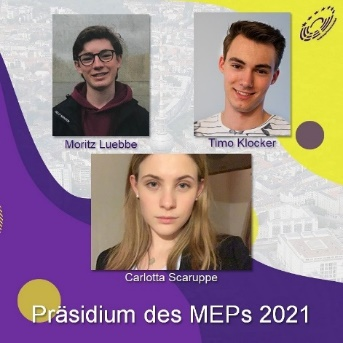 Moritz Luebbe
Timo Klocker
Carlotta Scaruppe
Präsidium des MEPs 2021